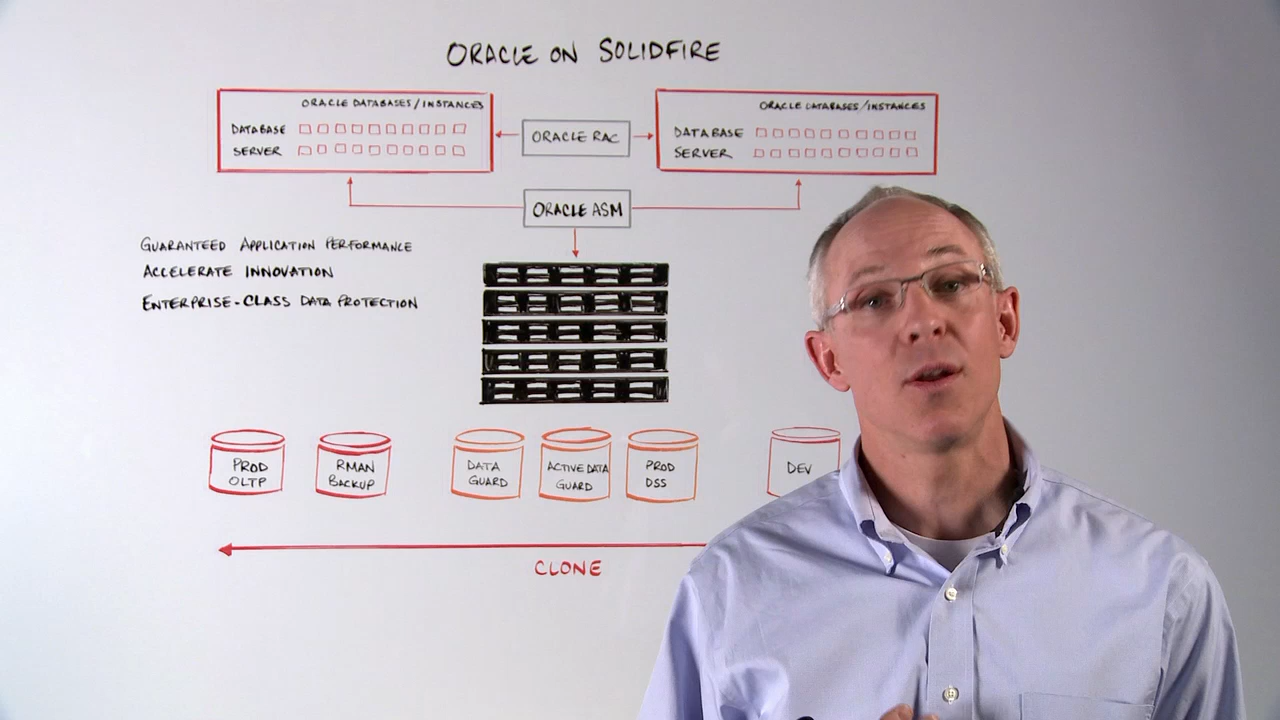 ORACLE ON SOLIDFIRE
ORACLE DATABASES/INSTANCES
DATABASE
SERVER
ORACLE RAC
ORACLE DATABASES/INSTANCES
DATABASE
SERVER
ORACLE ASM
GUARANTEED APPLICATION PERFORMANCE
ACCELERATE INNOVATION
ENTERPRISE-CLASS DATA PROTECTION
PROD
OLTP
RMAN
BACKUP
DATA
GUARD
ACTIVE DATA
GUARD
PROD
DSS
DEV
CLONE